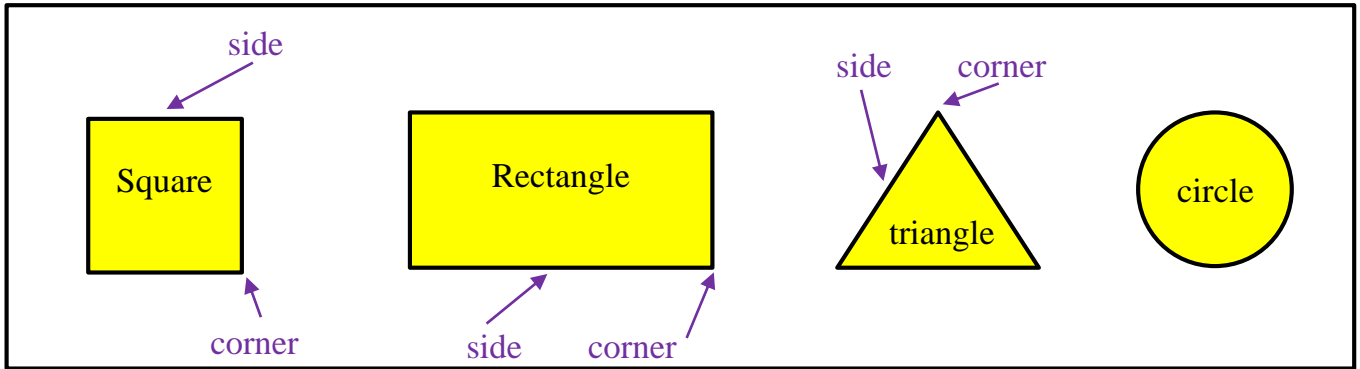 side
side
corner
Square
Rectangle
triangle
circle
corner
side
corner